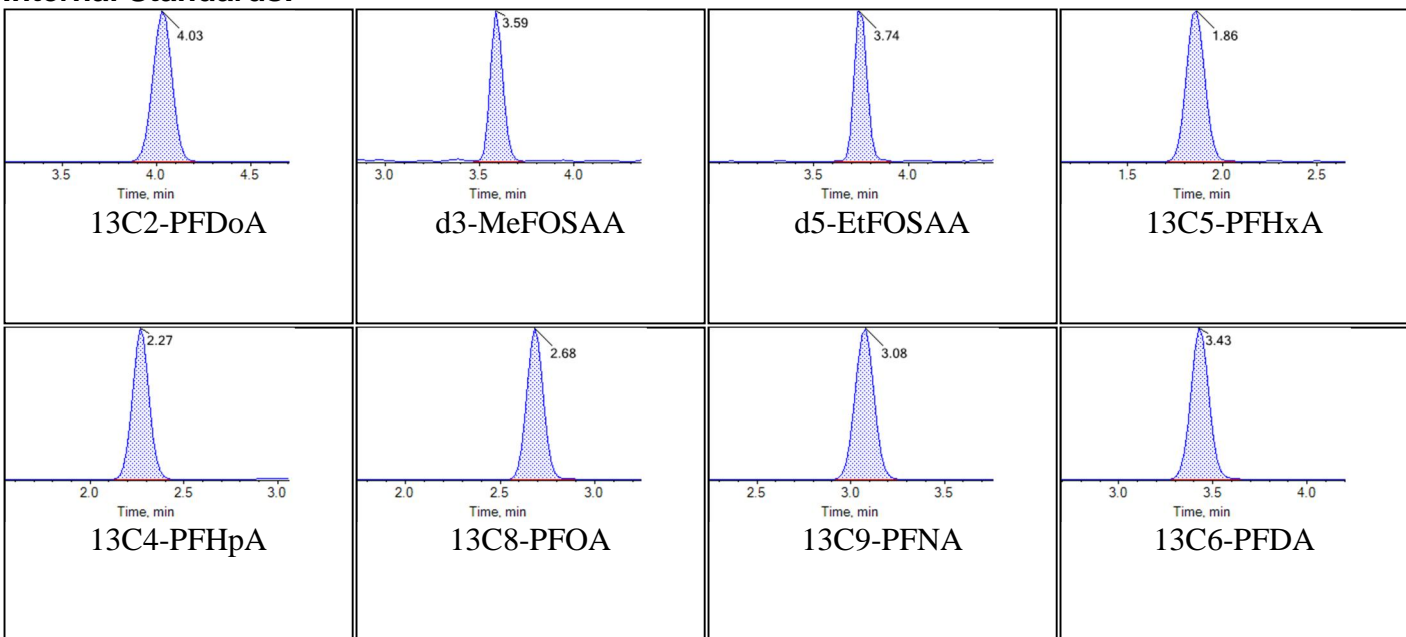 Internal Standards:
4.03
3.59
3.74
1.86
3.5 4.0 4.5
3.0 3.5 4.0
3.5 4.0
1.5 2.0 2.5
Time, min
Time, min
Time, min
Time, min
13C2-PFDoA
d3-MeFOSAA
d5-EtFOSAA
13C5-PFHxA
2.27
2.68
3.08
3.43
2.0 2.5 3.0
2.0 2.5 3.0
2.5 3.0 3.5
3.0 3.5 4.0
Time, min
Time, min
Time, min
Time, min
13C4-PFHpA
13C8-PFOA
13C9-PFNA
13C6-PFDA